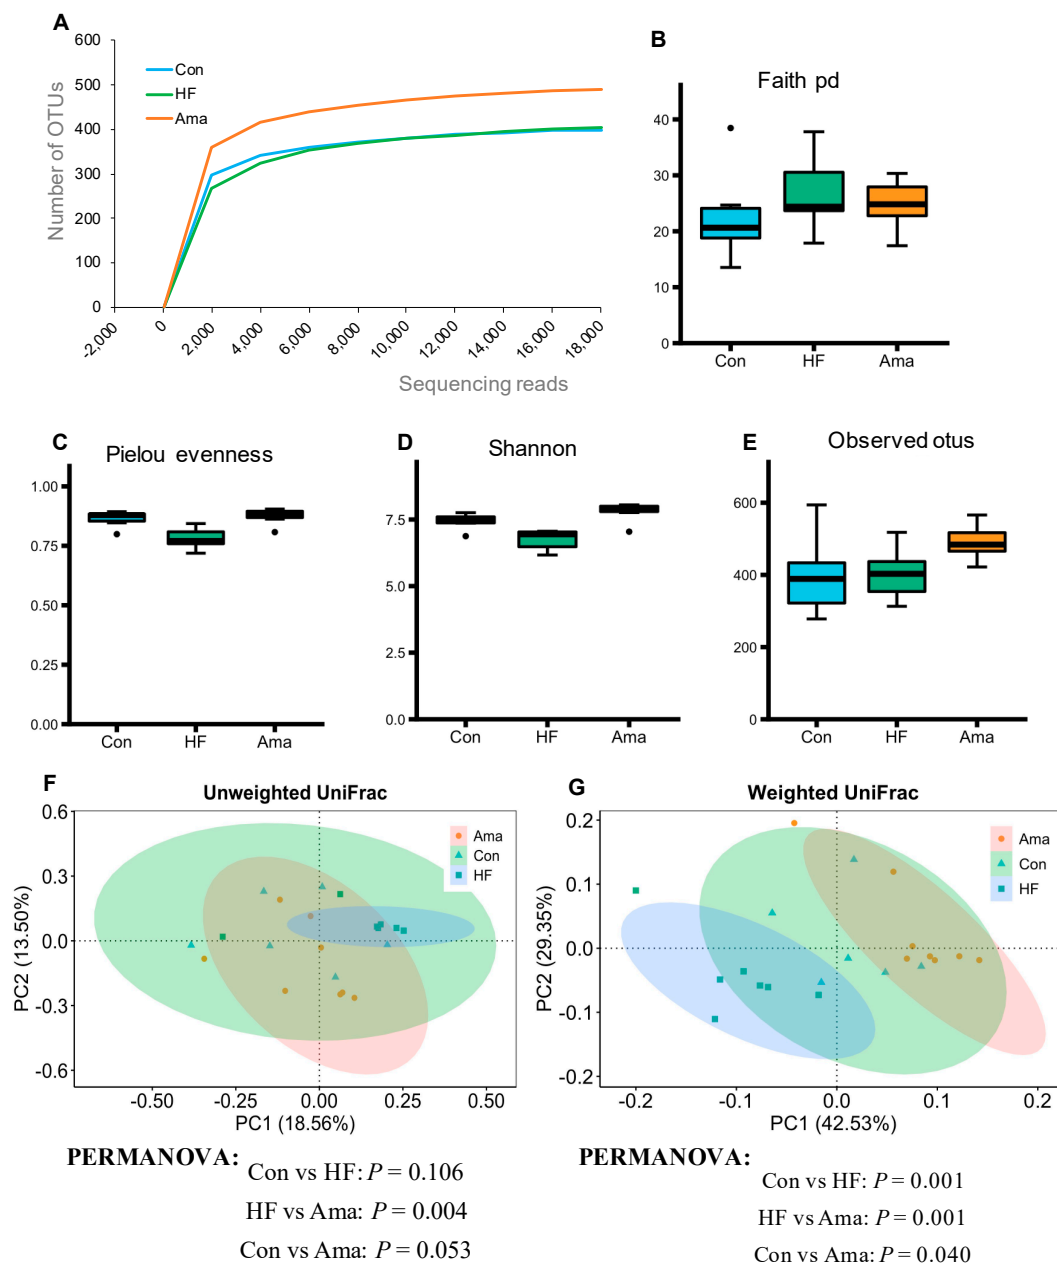 A
600
500
400
300
200
100
0
Number of OTUs
Con
HF
Ama
-2,000
0
2,000
4,000
6,000
8,000
10,000
12,000
14,000
16,000
18,000
Sequencing reads
B
Faith pd
40
30
20
10
0
Con HF Ama
C
Pielou evenness
1.00
0.75
0.50
0.25
0.00
Con HF Ama
D
Shannon
7.5
5.0
2.5
0.0
Con HF Ama
E
Observed otus
600
400
200
0
Con HF Ama
F
Unweighted UniFrac
0.6
0.3
0.0
-0.3
-0.6
PC2 (13.50%)
Ama
Con
HF
-0.50 -0.25 0.00 0.25 0.50
PC1 (18.56%)
PERMANOVA:
Con vs HF: P = 0.106
HF vs Ama: P = 0.004
Con vs Ama: P = 0.053
G
Weighted UniFrac
0.2
0.1
0.0
-0.1
-0.2
PC2 (29.35%)
Ama
Con
HF
-0.2 -0.1 0.0 0.1 0.2
PC1 (42.53%)
PERMANOVA:
Con vs HF: P = 0.001
HF vs Ama: P = 0.001
Con vs Ama: P = 0.040